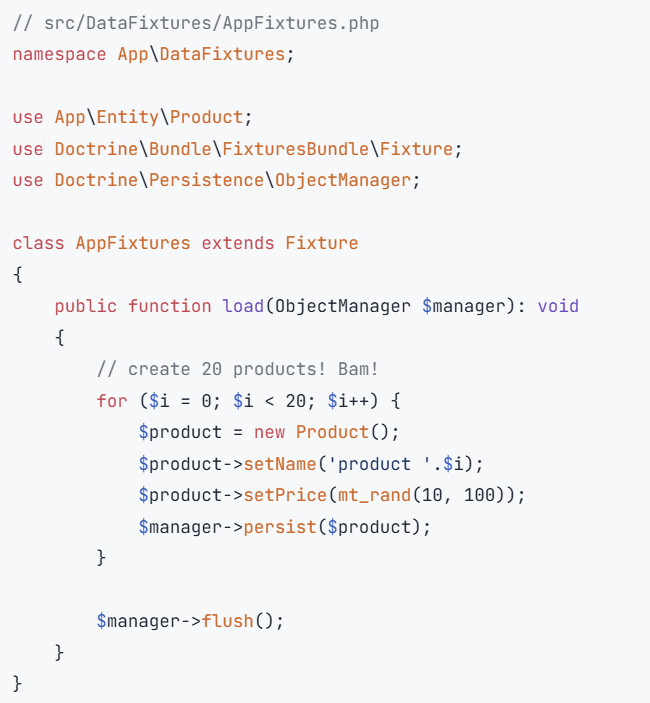 // src/DataFixtures/AppFixtures.php
namespace App\DataFixtures;

use App\Entity\Product;
use Doctrine\Bundle\FixturesBundle\Fixture;
use Doctrine\Persistence\ObjectManager;

class AppFixtures extends Fixture
{
    public function load(ObjectManager $manager): void
    {
        // create 20 products! Bam!
        for ($i = 0; $i < 20; $i++) {
            $product = new Product();
            $product->setName('product '.$i);
            $product->setPrice(mt_rand(10, 100));
            $manager->persist($product);
        }

        $manager->flush();
    }
}